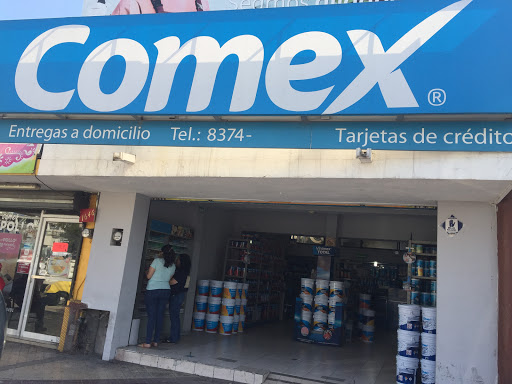 Comex®
Entregas a domicilio Tel.: 8374- Tarjetas de crédito